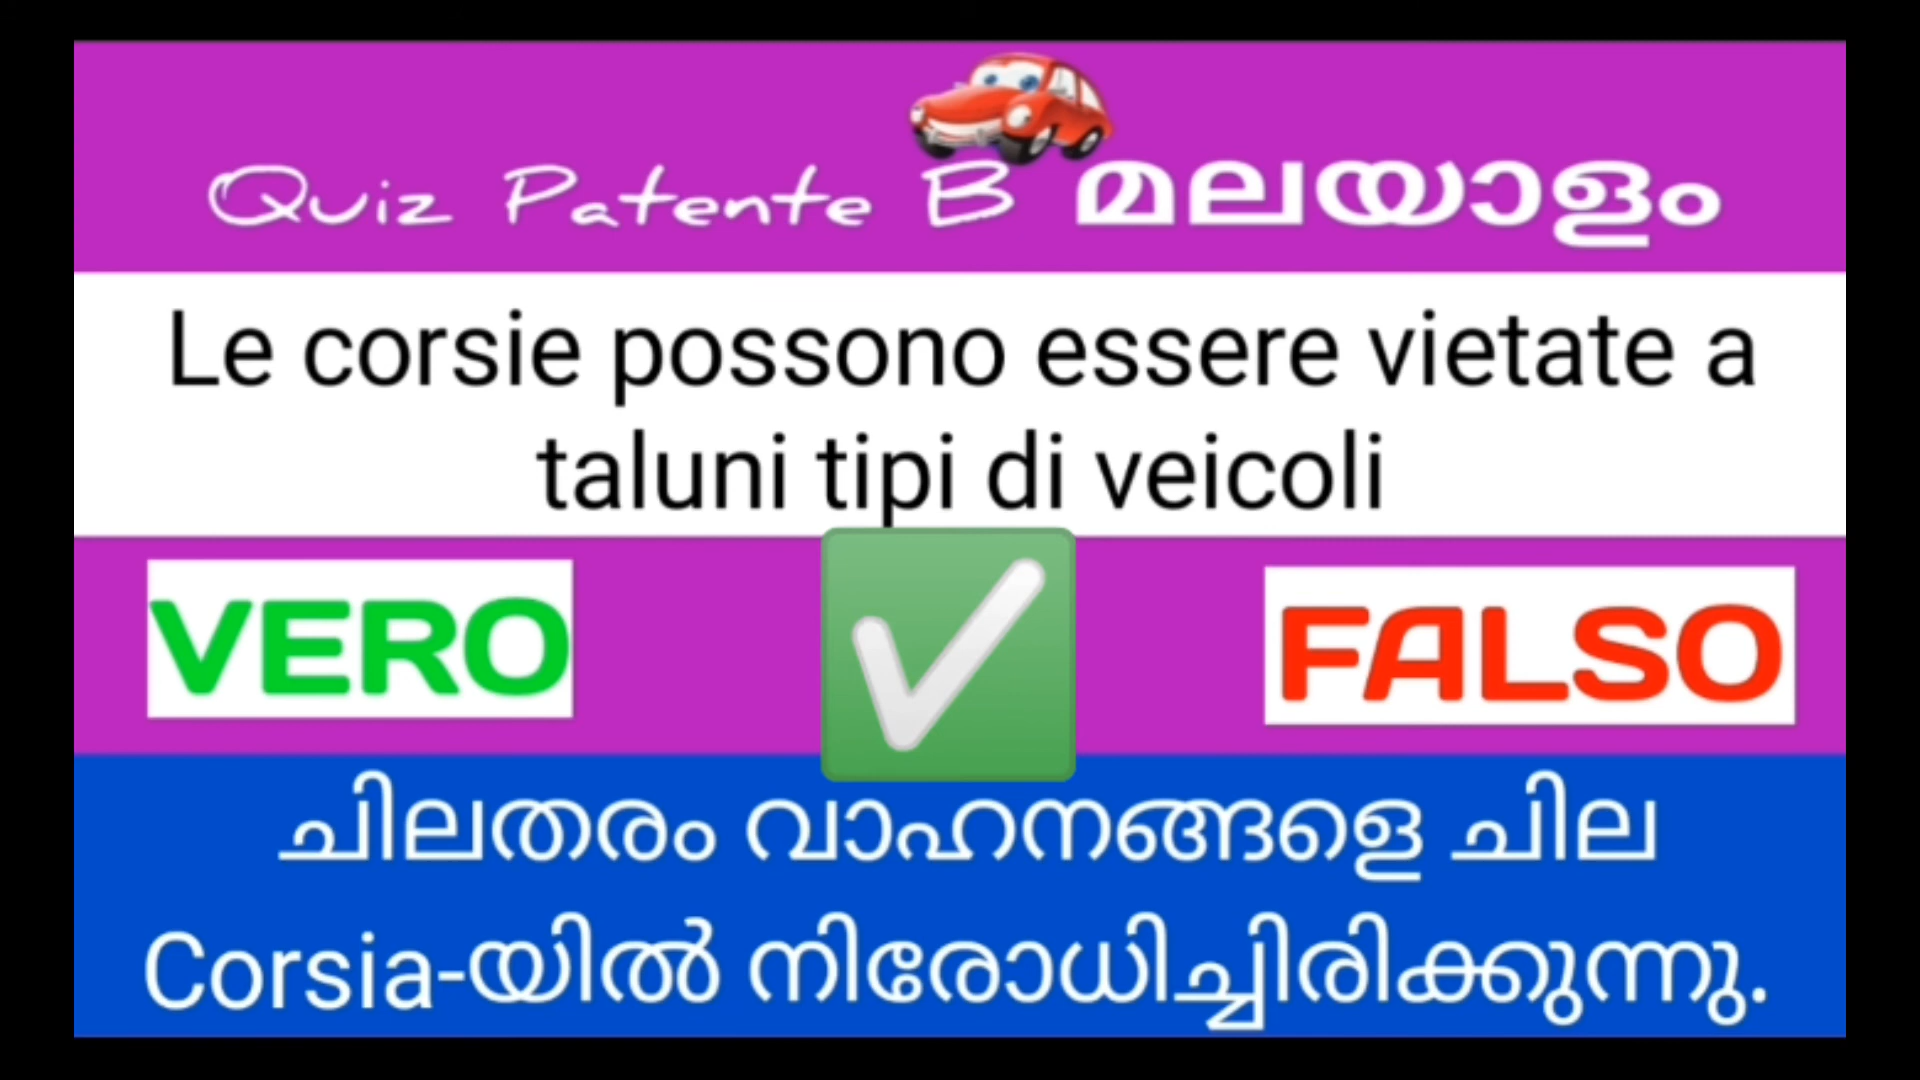 Quiz Patente B മലയാളം
Le corsie possono essere vietate a
taluni tipi di veicoli
VERO
FALSO
ചിലതരം വാഹനങ്ങളെ ചില
Corsia-യിൽ നിരോധിച്ചിരിക്കുന്നു.